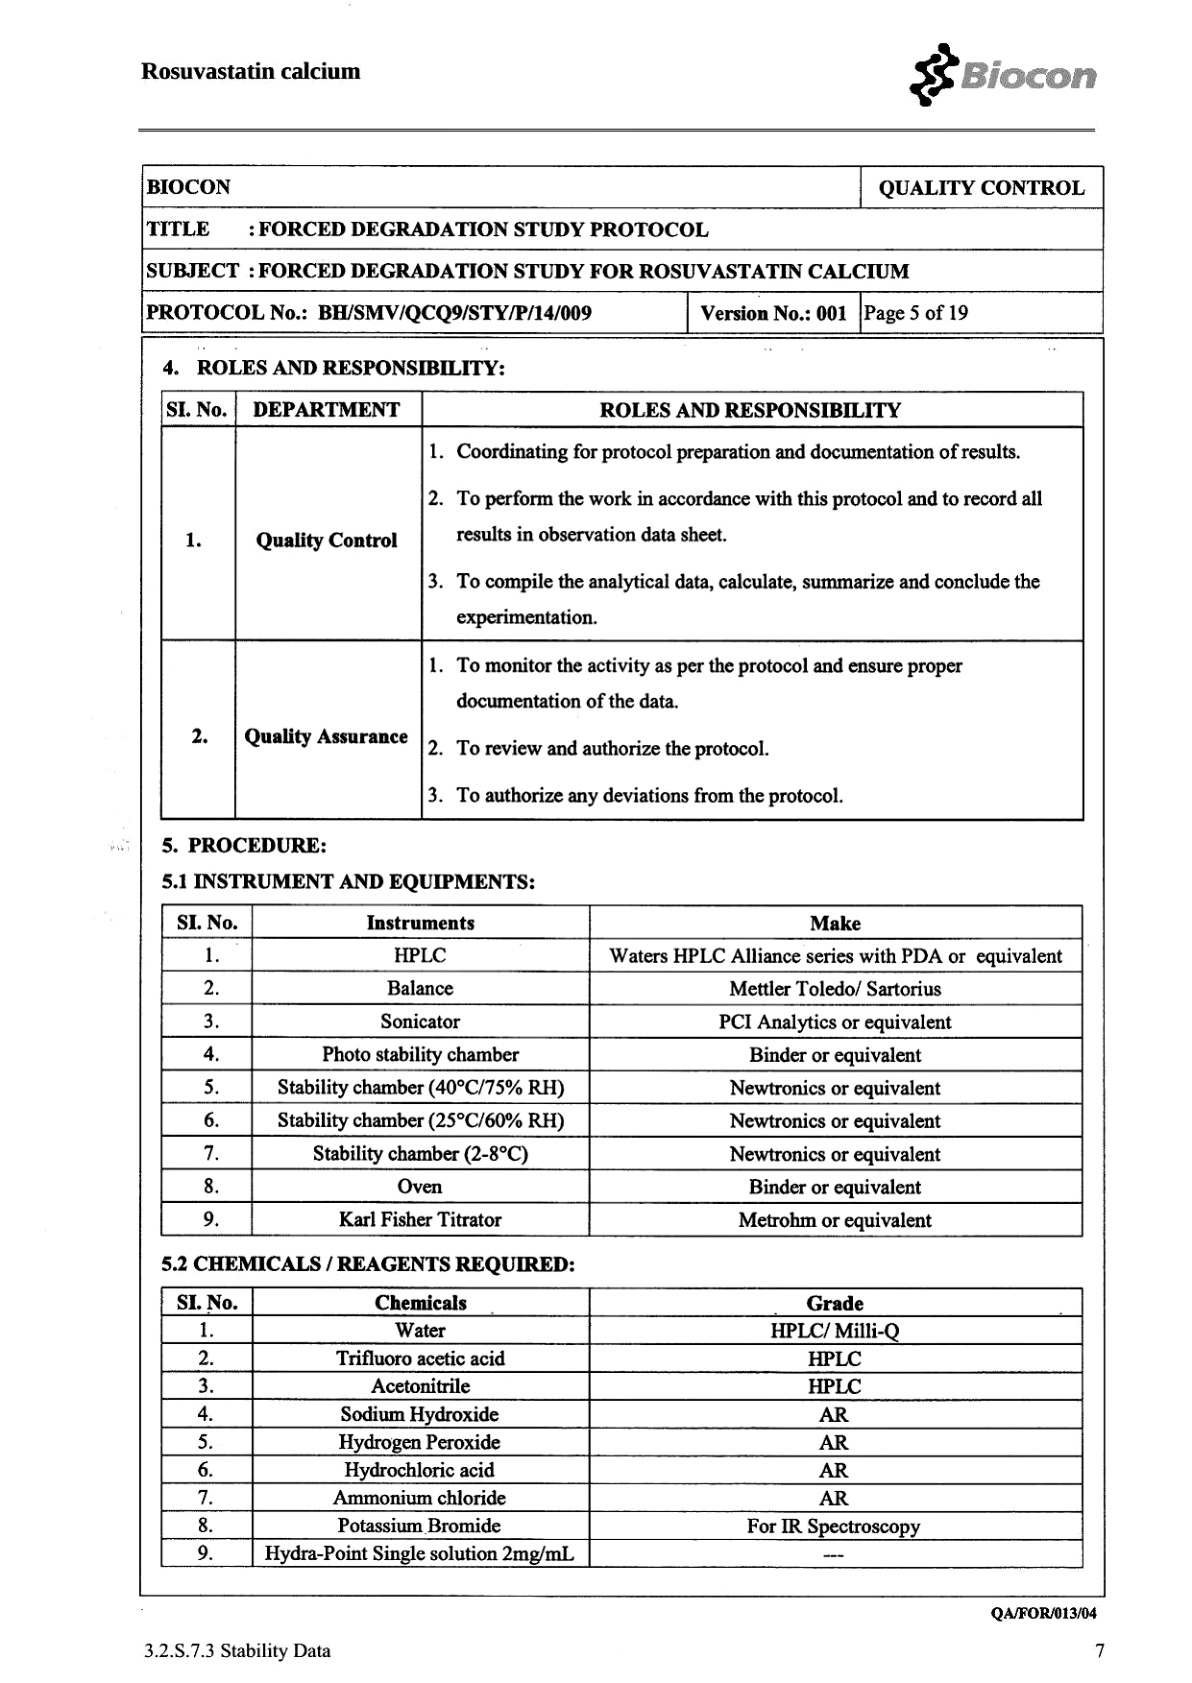 Rosuvastatin calcium
Biocon
BIOCON QUALITY CONTROL
TITLE : FORCED DEGRADATION STUDY PROTOCOL
SUBJECT : FORCED DEGRADATION STUDY FOR ROSUVASTATIN CALCIUM
PROTOCOL No.: BH/SMV/QCQ9/STY/P/14/009 Version No.: 001 Page 5 of 19
4. ROLES AND RESPONSIBILITY:
SI. No. DEPARTMENT ROLES AND RESPONSIBILITY
1. Quality Control
1. Coordinating for protocol preparation and documentation of results.
2. To perform the work in accordance with this protocol and to record all
results in observation data sheet.
3. To compile the analytical data, calculate, summarize and conclude the
experimentation.
2. Quality Assurance
1. To monitor the activity as per the protocol and ensure proper
documentation of the data.
2. To review and authorize the protocol.
3. To authorize any deviations from the protocol.
5. PROCEDURE:
5.1 INSTRUMENT AND EQUIPMENTS:
SI. No. Instruments Make
1. HPLC Waters HPLC Alliance series with PDA or equivalent
2. Balance Mettler Toledo/ Sartorius
3. Sonicator PCI Analytics or equivalent
4. Photo stability chamber Binder or equivalent
5. Stability chamber (40°C/75% RH) Newtronics or equivalent
6. Stability chamber (25°C/60% RH) Newtronics or equivalent
7. Stability chamber (2-8°C) Newtronics or equivalent
8. Oven Binder or equivalent
9. Karl Fisher Titrator Metrohm or equivalent
5.2 CHEMICALS / REAGENTS REQUIRED:
SI. No. Chemicals Grade
1. Water HPLC/ Milli-Q
2. Trifluoro acetic acid HPLC
3. Acetonitrile HPLC
4. Sodium Hydroxide AR
5. Hydrogen Peroxide AR
6. Hydrochloric acid AR
7. Ammonium chloride AR
8. Potassium Bromide For IR Spectroscopy
9. Hydra-Point Single solution 2mg/mL ---
QA/FOR/013/04
3.2.S.7.3 Stability Data 7